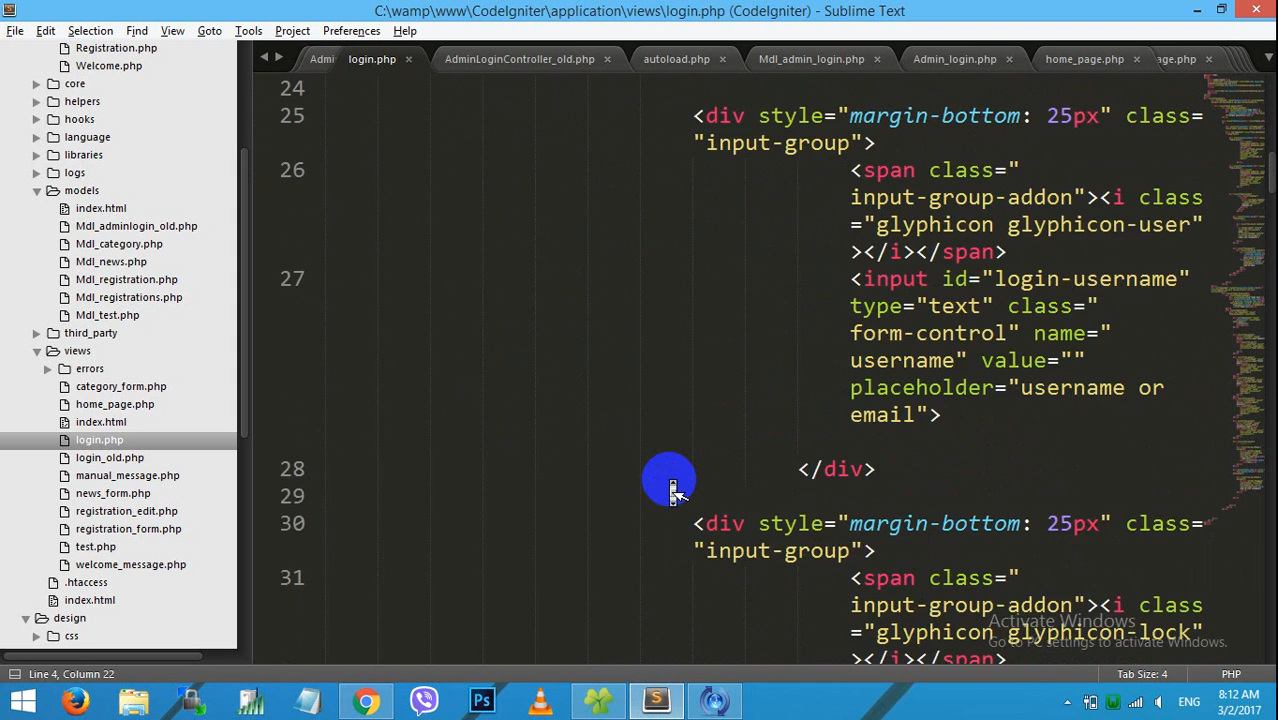 C:\wamp\www\CodeIgniter\application\views\login.php (CodeIgniter) - Sublime Text
File Edit Selection Find View Goto Tools Project Preferences Help
Registration.php
Welcome.php
core
helpers
hooks
language
libraries
logs
models
index.html
Mdl_adminlogin_old.php
Mdl_category.php
Mdl_news.php
Mdl_registration.php
Mdl_registrations.php
Mdl_test.php
third_party
views
errors
category_form.php
home_page.php
index.html
login.php
login_old.php
manual_message.php
news_form.php
registration_edit.php
registration_form.php
test.php
welcome_message.php
.htaccess
index.html
design
css
Admi login.php AdminLoginController_old.php autoload.php Mdl_admin_login.php Admin_login.php home_page.php age.php
24
25 <div style="margin-bottom: 25px" class=
"input-group">
26 <span class="
input-group-addon"><i class
="glyphicon glyphicon-user"
></i></span>
27 <input id="login-username"
type="text" class="
form-control" name="
username" value=""
placeholder="username or
email">
28 </div>
29
30 <div style="margin-bottom: 25px" class=
"input-group">
31 <span class="
input-group-addon"><i class
="glyphicon glyphicon-lock"
></i></span>
Activate Windows
Go to PC settings to activate Windows.
Line 4, Column 22 Tab Size: 4 PHP
Ps S ENG 8:12 AM
3/2/2017